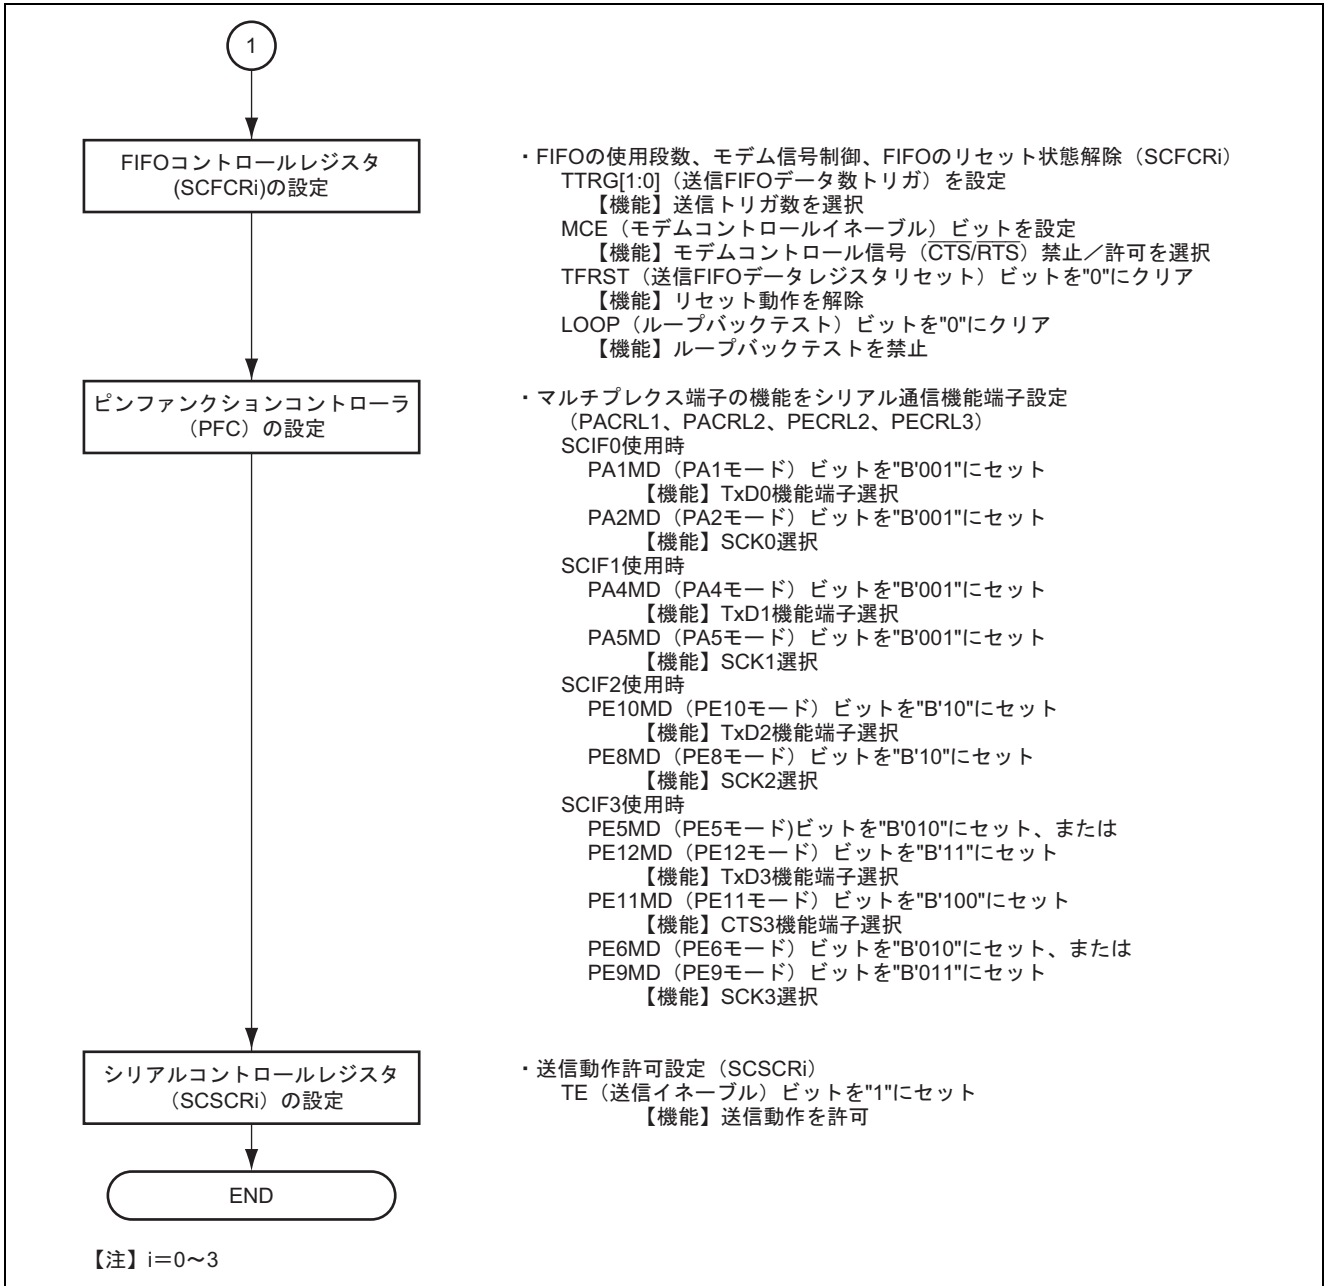 1
FIFOコントロールレジスタ
(SCFCRi)の設定
・FIFOの使用段数、モデム信号制御、FIFOのリセット状態解除（SCFCRi）
TTRG[1:0]（送信FIFOデータ数トリガ）を設定
【機能】送信トリガ数を選択
MCE（モデムコントロールイネーブル）ビットを設定
【機能】モデムコントロール信号（C̅T̅S̅/R̅T̅S̅）禁止／許可を選択
TFRST（送信FIFOデータレジスタリセット）ビットを"0"にクリア
【機能】リセット動作を解除
LOOP（ループバックテスト）ビットを"0"にクリア
【機能】ループバックテストを禁止
ピンファンクションコントローラ
（PFC）の設定
・マルチプレクス端子の機能をシリアル通信機能端子設定
（PACRL1、PACRL2、PECRL2、PECRL3）
SCIF0使用時
PA1MD（PA1モード）ビットを"B'001"にセット
【機能】TxD0機能端子選択
PA2MD（PA2モード）ビットを"B'001"にセット
【機能】SCK0選択
SCIF1使用時
PA4MD（PA4モード）ビットを"B'001"にセット
【機能】TxD1機能端子選択
PA5MD（PA5モード）ビットを"B'001"にセット
【機能】SCK1選択
SCIF2使用時
PE10MD（PE10モード）ビットを"B'10"にセット
【機能】TxD2機能端子選択
PE8MD（PE8モード）ビットを"B'10"にセット
【機能】SCK2選択
SCIF3使用時
PE5MD（PE5モード)ビットを"B'010"にセット、または
PE12MD（PE12モード）ビットを"B'11"にセット
【機能】TxD3機能端子選択
PE11MD（PE11モード）ビットを"B'100"にセット
【機能】CTS3機能端子選択
PE6MD（PE6モード）ビットを"B'010"にセット、または
PE9MD（PE9モード）ビットを"B'011"にセット
【機能】SCK3選択
シリアルコントロールレジスタ
（SCSCRi）の設定
・送信動作許可設定（SCSCRi）
TE（送信イネーブル）ビットを"1"にセット
【機能】送信動作を許可
END
【注】i＝0〜3